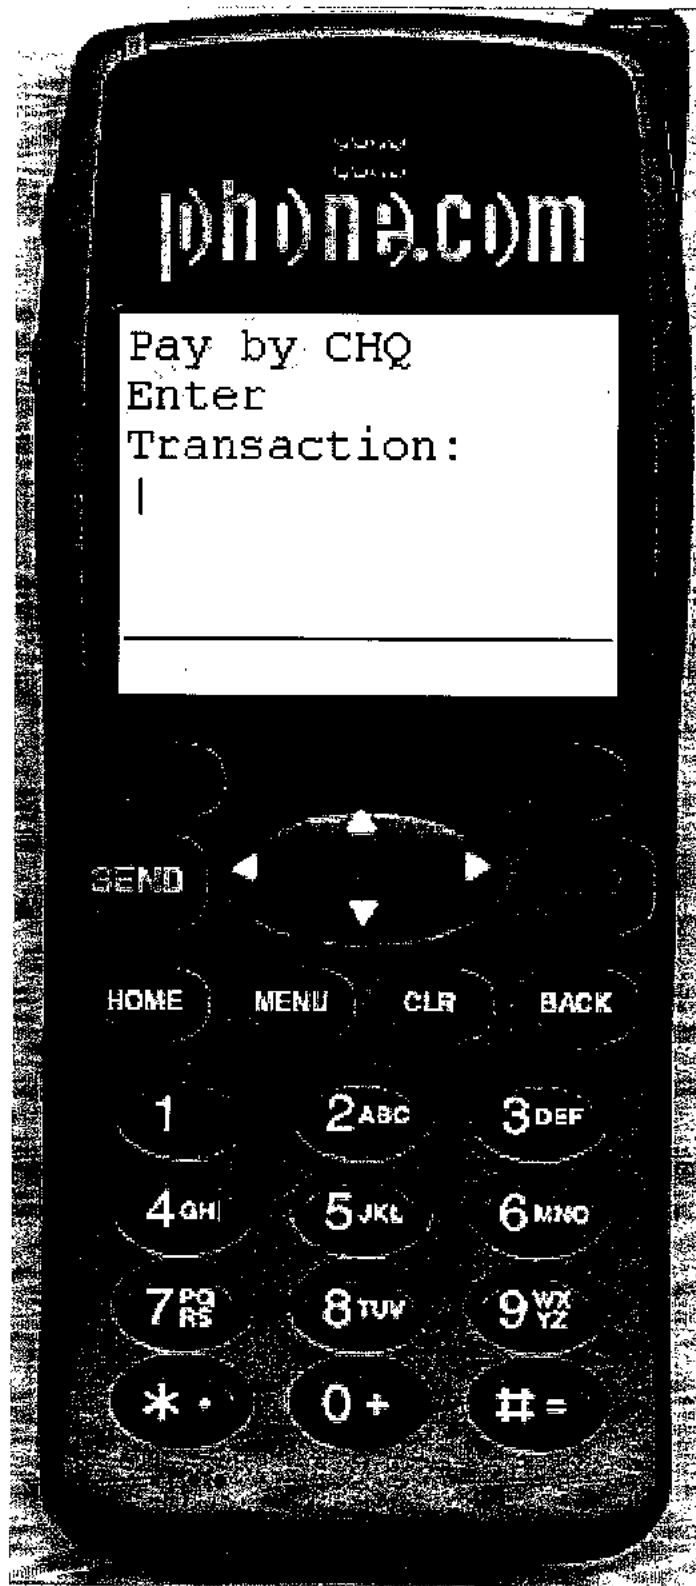 phone.com
Pay by CHQ
Enter
Transaction:
SEND
HOME MENU CLR BACK
1 2ABC 3DEF
4GHI 5JKL 6MNO
7PQRS 8TUV 9WXYZ
* · 0 + # =